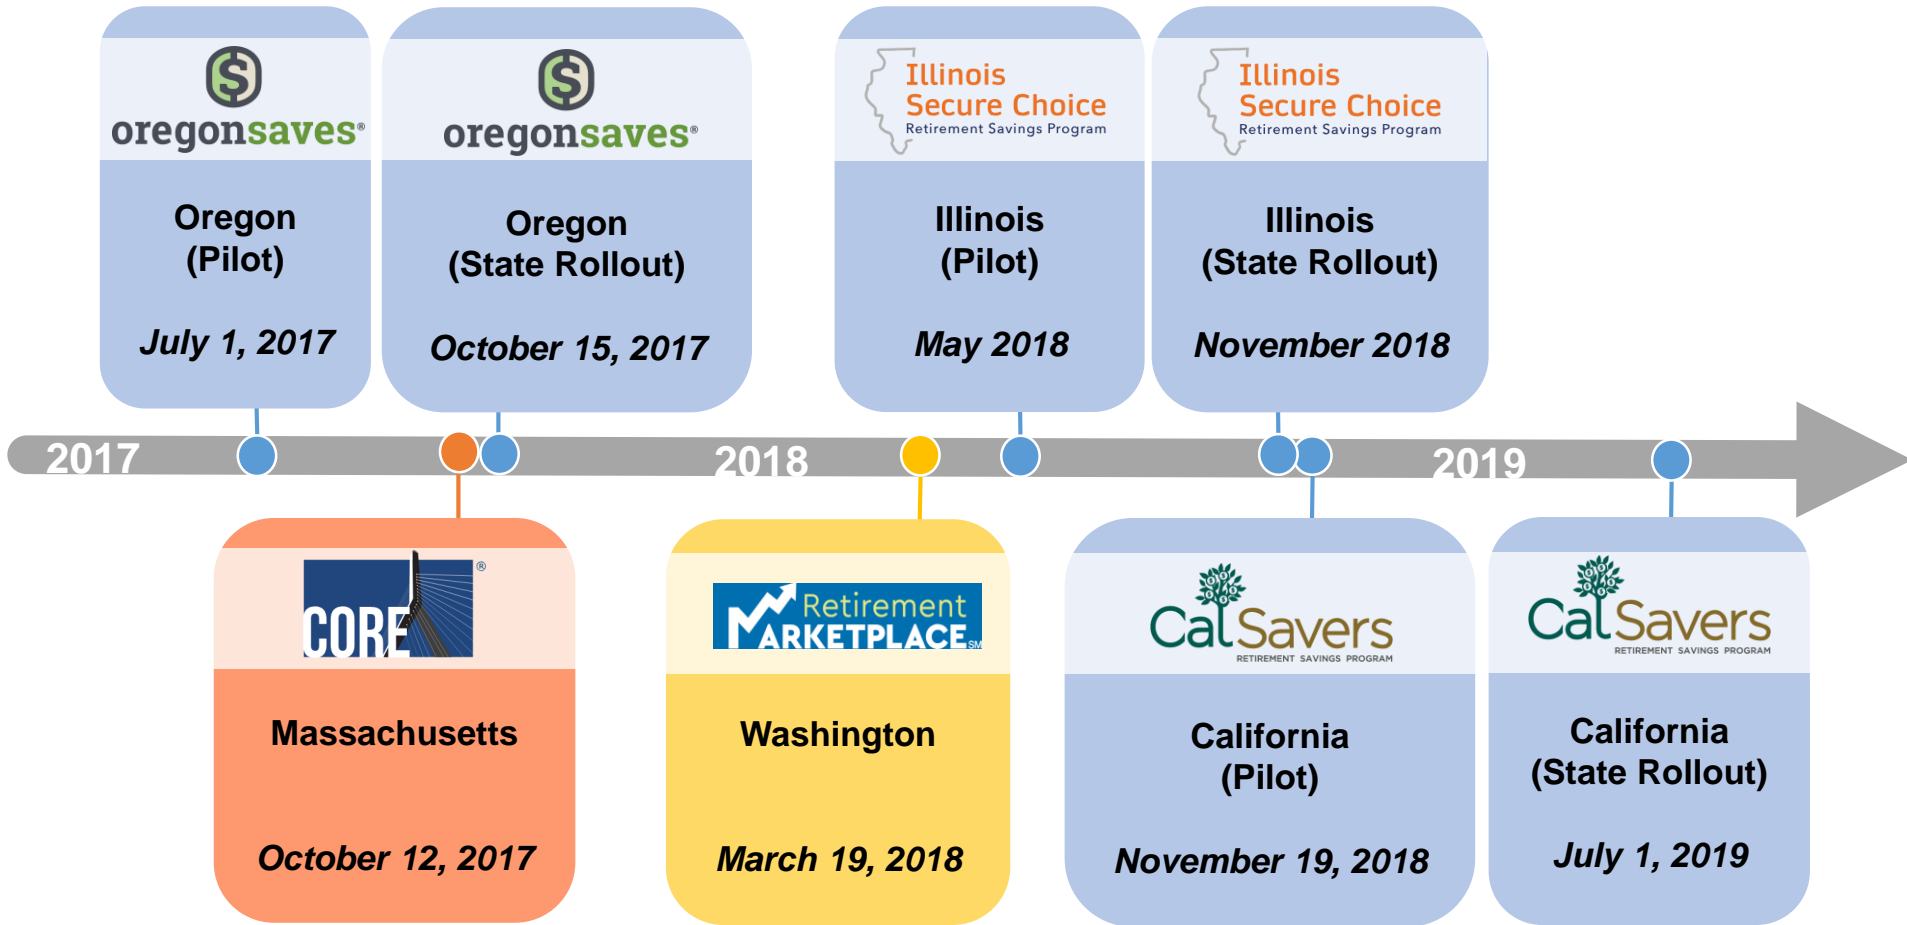 oregonsaves®
Oregon
(Pilot)
July 1, 2017
oregonsaves®
Oregon
(State Rollout)
October 15, 2017
Illinois
Secure Choice
Retirement Savings Program
Illinois
(Pilot)
May 2018
Illinois
Secure Choice
Retirement Savings Program
Illinois
(State Rollout)
November 2018
2017
2018
2019
CORE
®
Massachusetts
October 12, 2017
Retirement
MARKETPLACE SM
Washington
March 19, 2018
CalSavers
RETIREMENT SAVINGS PROGRAM
California
(Pilot)
November 19, 2018
CalSavers
RETIREMENT SAVINGS PROGRAM
California
(State Rollout)
July 1, 2019